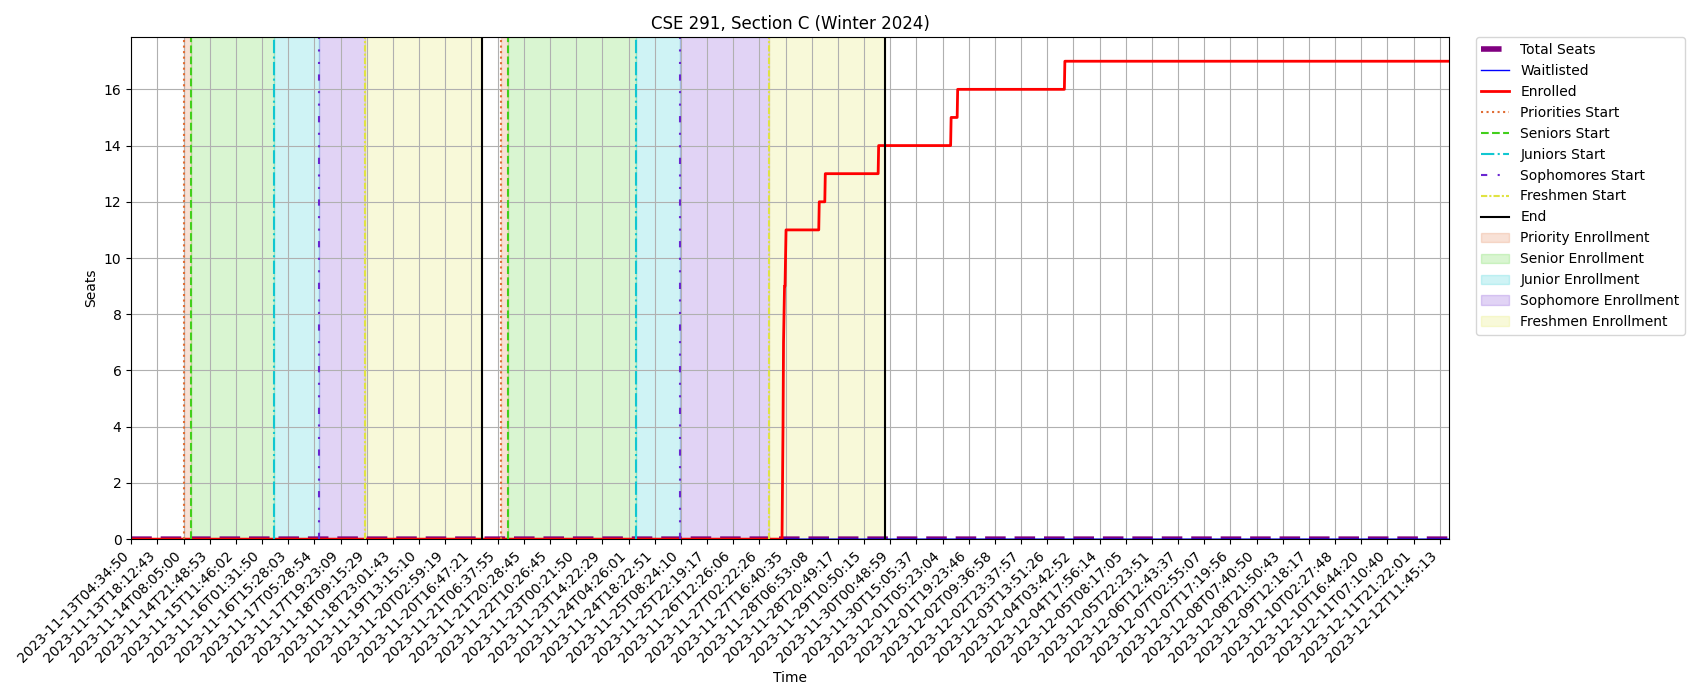 CSE 291, Section C (Winter 2024)
Seats
16
14
12
10
8
6
4
2
0
2023-11-13T04:34:50
2023-11-13T18:12:43
2023-11-14T08:05:00
2023-11-14T21:48:53
2023-11-15T11:46:02
2023-11-16T01:31:50
2023-11-16T15:28:03
2023-11-17T05:28:54
2023-11-17T19:23:09
2023-11-18T09:15:29
2023-11-18T23:01:43
2023-11-19T13:15:10
2023-11-20T02:59:19
2023-11-20T16:47:21
2023-11-21T06:37:55
2023-11-21T20:28:45
2023-11-22T10:26:45
2023-11-23T00:21:50
2023-11-23T14:22:29
2023-11-24T04:26:01
2023-11-24T18:22:51
2023-11-25T08:24:10
2023-11-25T22:19:17
2023-11-26T12:26:06
2023-11-27T02:22:26
2023-11-27T16:40:35
2023-11-28T06:53:08
2023-11-28T20:49:17
2023-11-29T10:50:15
2023-11-30T00:48:59
2023-11-30T15:05:37
2023-12-01T05:23:04
2023-12-01T19:23:46
2023-12-02T09:36:58
2023-12-02T23:37:57
2023-12-03T13:51:26
2023-12-04T03:42:52
2023-12-04T17:56:14
2023-12-05T08:17:05
2023-12-05T22:23:51
2023-12-06T12:43:37
2023-12-07T02:55:07
2023-12-07T17:19:56
2023-12-08T07:40:50
2023-12-08T21:50:43
2023-12-09T12:18:17
2023-12-10T02:27:48
2023-12-10T16:44:20
2023-12-11T07:10:40
2023-12-11T21:22:01
2023-12-12T11:45:13
Time
Total Seats
Waitlisted
Enrolled
Priorities Start
Seniors Start
Juniors Start
Sophomores Start
Freshmen Start
End
Priority Enrollment
Senior Enrollment
Junior Enrollment
Sophomore Enrollment
Freshmen Enrollment